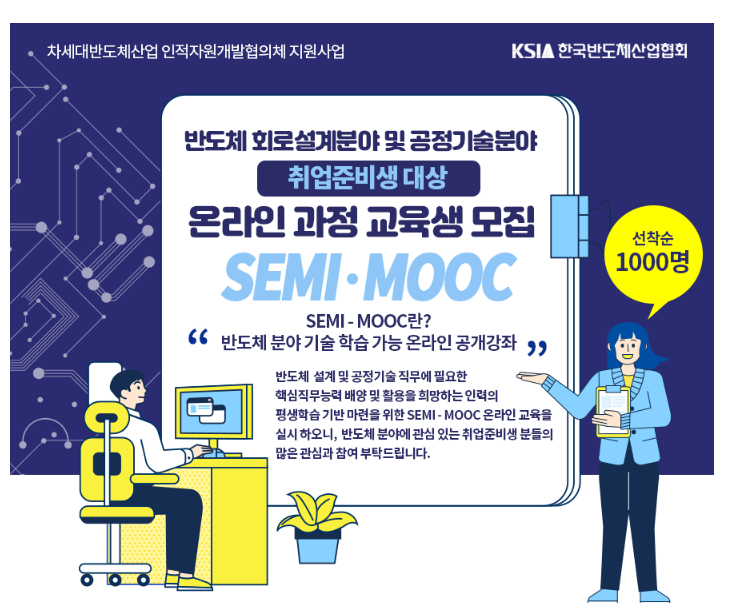 차세대반도체산업 인적자원개발협의체 지원사업
KSIA 한국반도체산업협회
반도체 회로설계분야 및 공정기술분야
취업준비생 대상
온라인 과정 교육생 모집
SEMI·MOOC
선착순
1000명
SEMI - MOOC란?
“ 반도체 분야 기술 학습 가능 온라인 공개강좌 ”
반도체 설계 및 공정기술 직무에 필요한
핵심직무능력 배양 및 활용을 희망하는 인력의
평생학습 기반 마련을 위한 SEMI - MOOC 온라인 교육을
실시 하오니, 반도체 분야에 관심 있는 취업준비생 분들의
많은 관심과 참여 부탁드립니다.